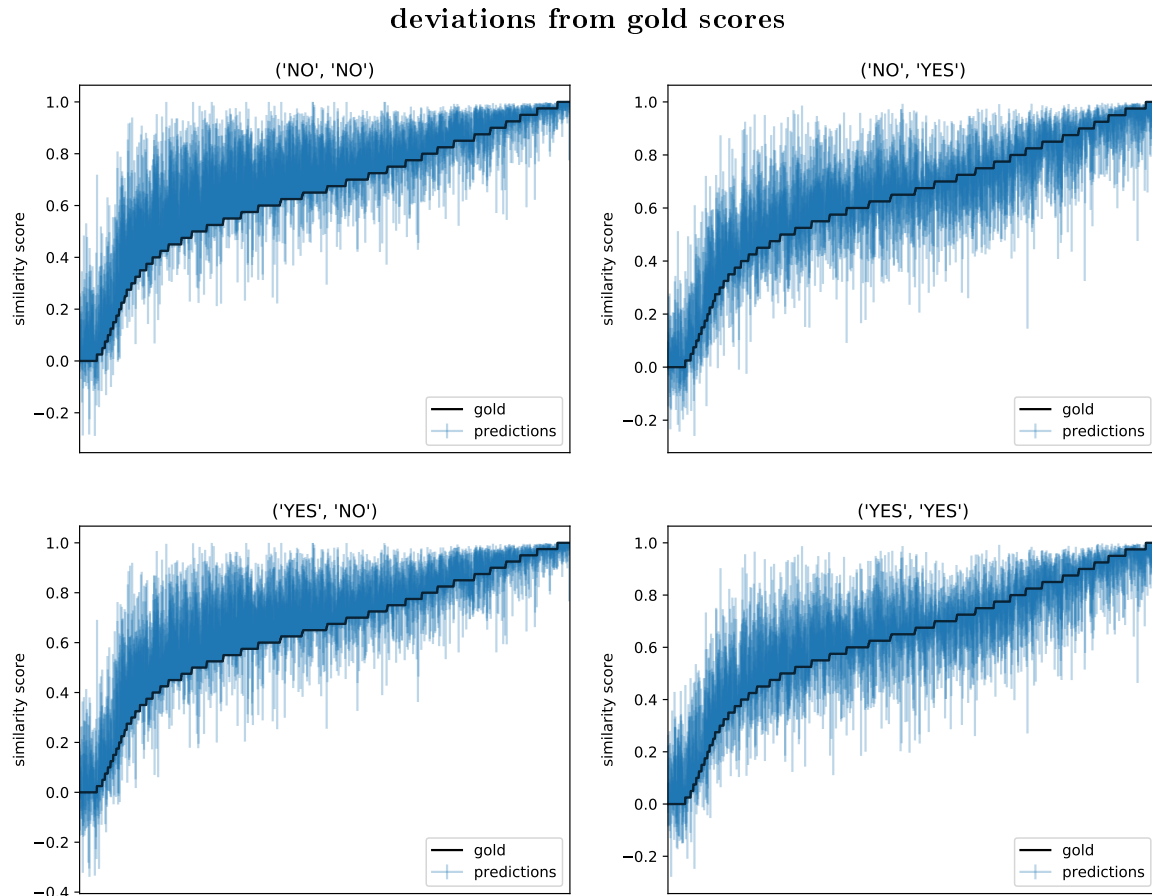 deviations from gold scores
('NO', 'NO')
1.0
0.8
0.6
0.4
0.2
0.0
−0.2
similarity score
gold
predictions
('NO', 'YES')
1.0
0.8
0.6
0.4
0.2
0.0
−0.2
similarity score
gold
predictions
('YES', 'NO')
1.0
0.8
0.6
0.4
0.2
0.0
−0.2
−0.4
similarity score
gold
predictions
('YES', 'YES')
1.0
0.8
0.6
0.4
0.2
0.0
−0.2
similarity score
gold
predictions